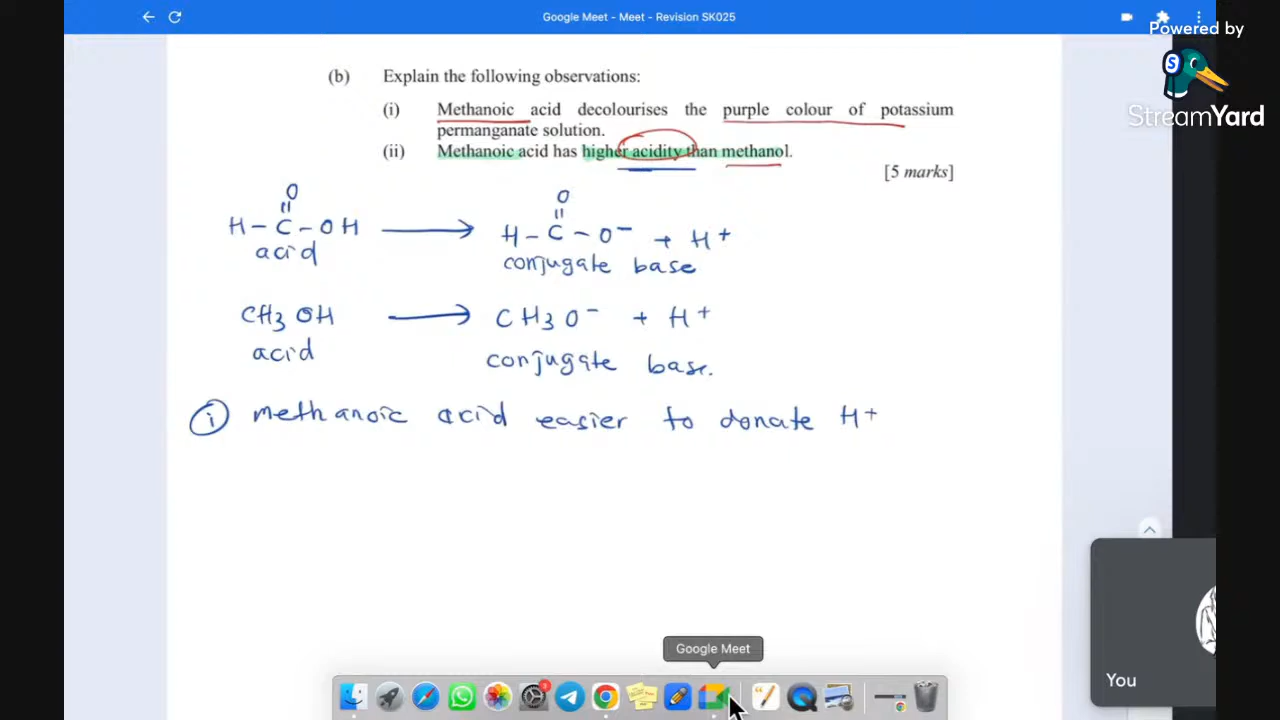 Google Meet - Meet - Revision SK025
Powered by
StreamYard
(b) Explain the following observations:
(i) Methanoic acid decolourises the purple colour of potassium
permanganate solution.
(ii) Methanoic acid has higher acidity than methanol.
[5 marks]
O
O
H - C - OH
H - C - O⁻ + H⁺
acid
conjugate base
CH3 OH
CH3O⁻ + H⁺
acid
conjugate base.
i methanoic acid easier to donate H+
Google Meet
You